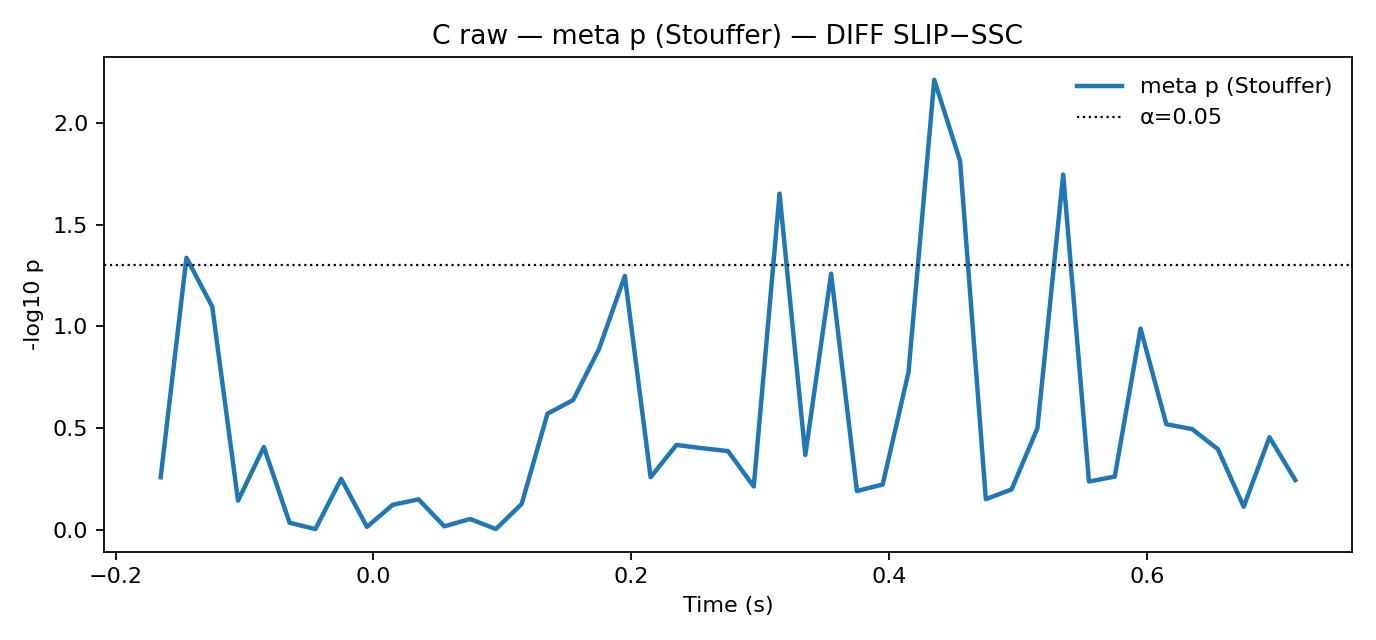 C raw — meta p (Stouffer) — DIFF SLIP−SSC
meta p (Stouffer)
α=0.05
2.0
1.5
1.0
0.5
0.0
-log10 p
−0.2
0.0
0.2
0.4
0.6
Time (s)